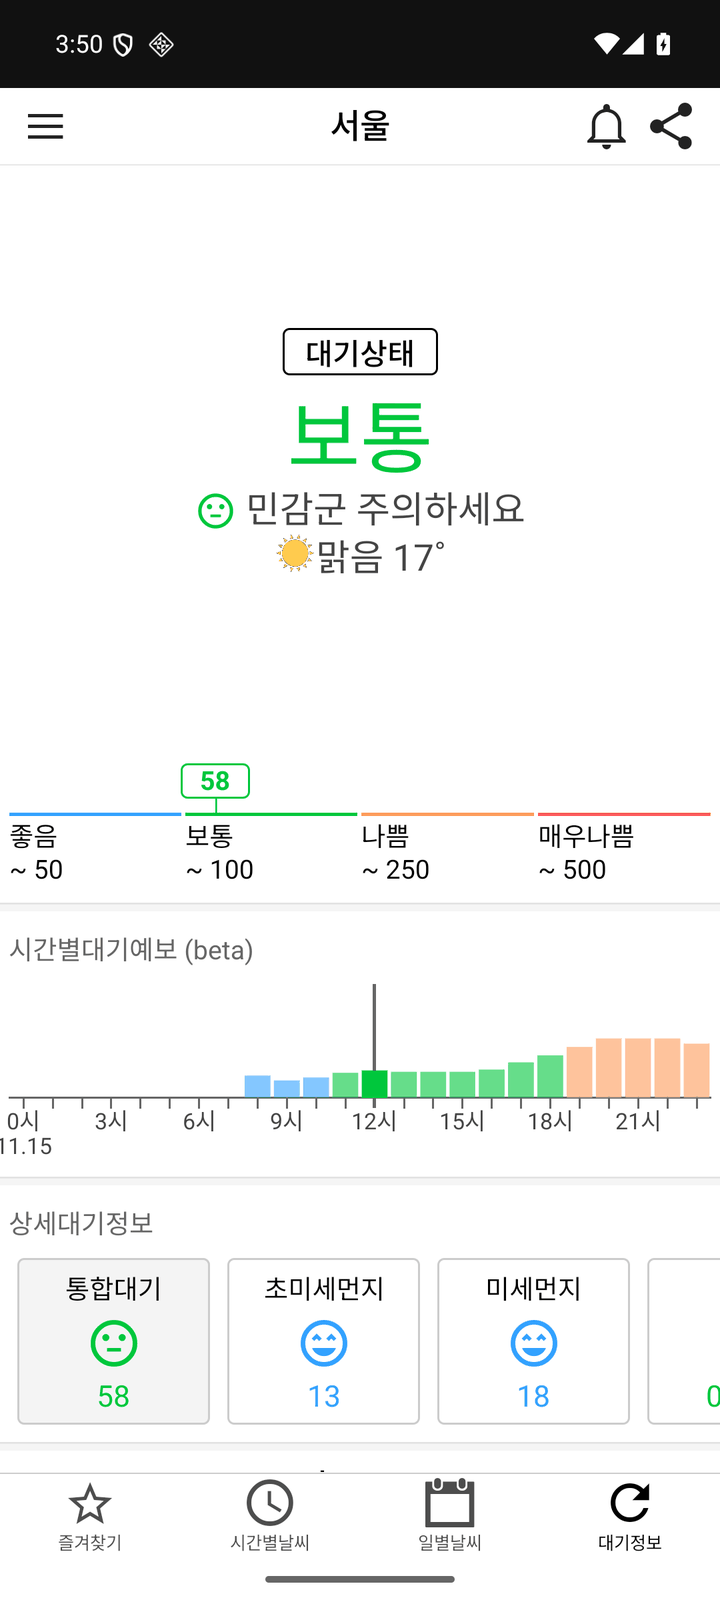 3:50
서울
대기상태
보통
민감군 주의하세요
맑음 17°
58
좋음 보통 나쁨 매우나쁨
~ 50 ~ 100 ~ 250 ~ 500
시간별대기예보 (beta)
0시 3시 6시 9시 12시 15시 18시 21시
11.15
상세대기정보
통합대기 초미세먼지 미세먼지
58 13 18 0
즐겨찾기 시간별날씨 일별날씨 대기정보